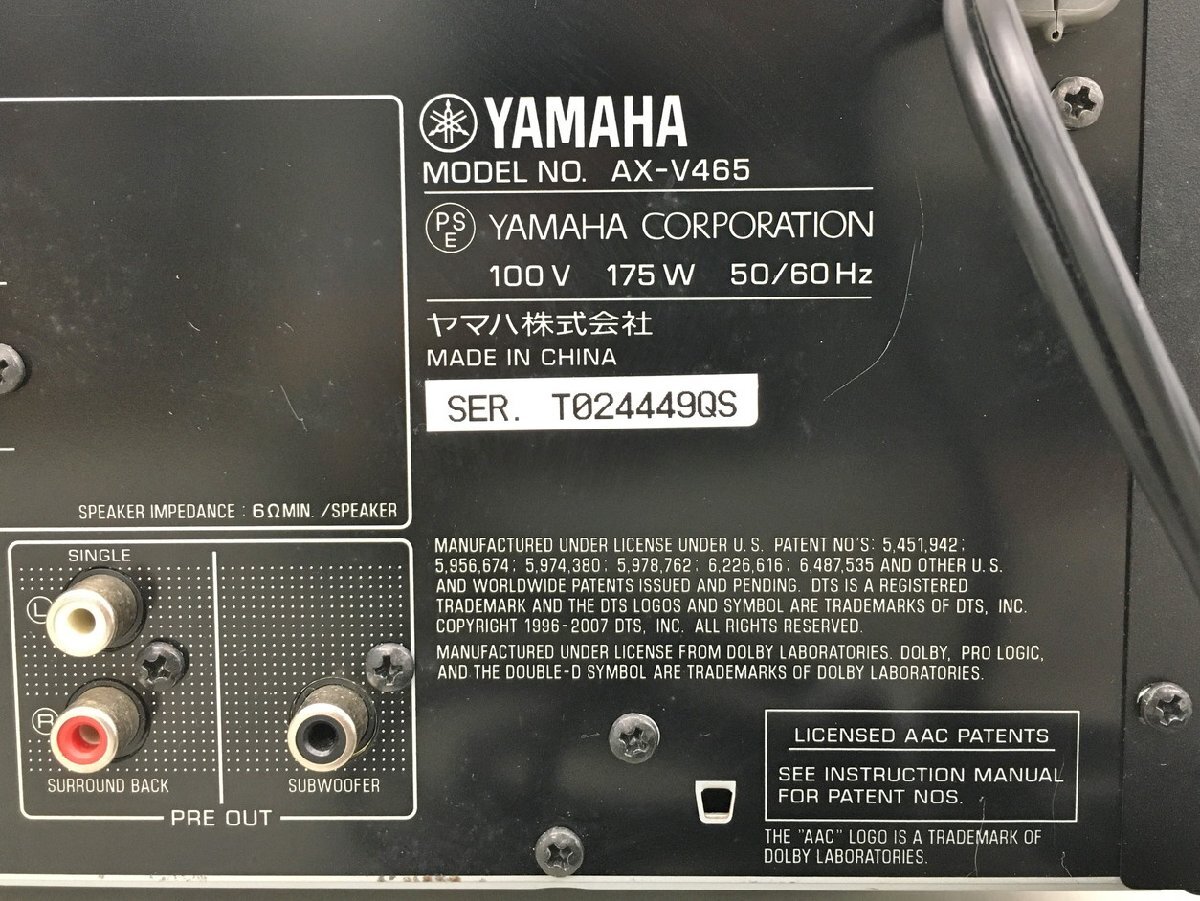 YAMAHA
MODEL NO. AX-V465
PSE YAMAHA CORPORATION
100V 175W 50/60Hz
ヤマハ株式会社
MADE IN CHINA
SER. T024449QS
SPEAKER IMPEDANCE : 6ΩMIN. /SPEAKER
MANUFACTURED UNDER LICENSE UNDER U.S. PATENT NO'S: 5,451,942;
5,956,674; 5,974,380; 5,978,762; 6,226,616; 6,487,535 AND OTHER U.S.
AND WORLDWIDE PATENTS ISSUED AND PENDING. DTS IS A REGISTERED
TRADEMARK AND THE DTS LOGOS AND SYMBOL ARE TRADEMARKS OF DTS, INC.
COPYRIGHT 1996-2007 DTS, INC. ALL RIGHTS RESERVED.
MANUFACTURED UNDER LICENSE FROM DOLBY LABORATORIES. DOLBY, PRO LOGIC,
AND THE DOUBLE-D SYMBOL ARE TRADEMARKS OF DOLBY LABORATORIES.
SINGLE
L
R
SURROUND BACK
SUBWOOFER
PRE OUT
LICENSED AAC PATENTS
SEE INSTRUCTION MANUAL
FOR PATENT NOS.
THE "AAC" LOGO IS A TRADEMARK OF
DOLBY LABORATORIES.